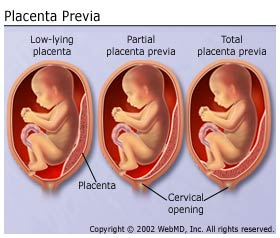 Placenta Previa
Low-lying
placenta
Partial
placenta previa
Total
placenta previa
Placenta
Cervical
opening
Copyright © 2002 WebMD, Inc. All rights reserved.